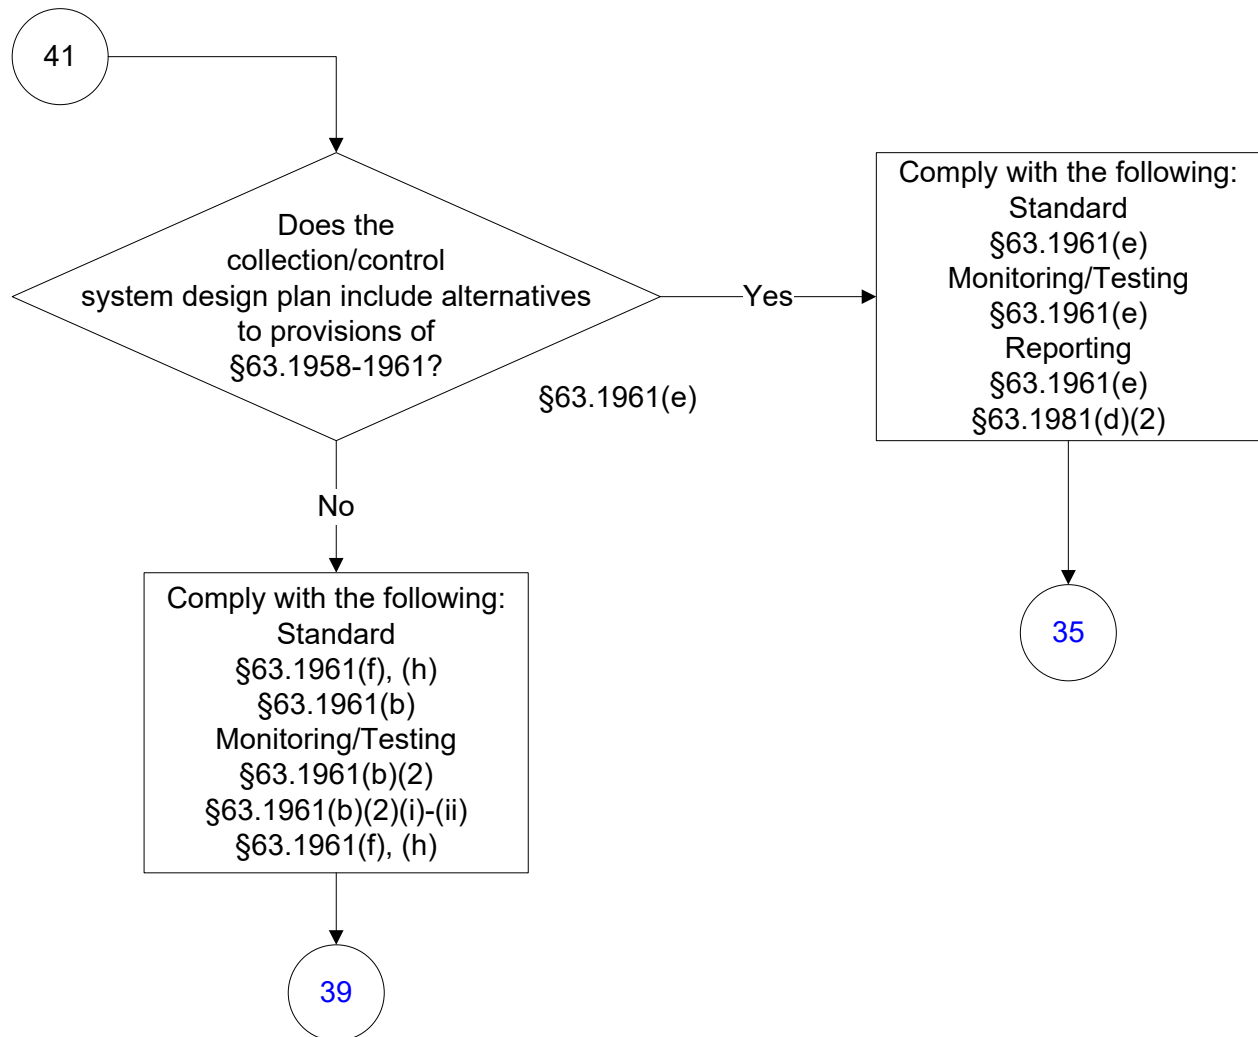 41
Does the
collection/control
system design plan include alternatives
to provisions of
§63.1958-1961?
Yes
§63.1961(e)
Comply with the following:
Standard
§63.1961(e)
Monitoring/Testing
§63.1961(e)
Reporting
§63.1961(e)
§63.1981(d)(2)
35
No
Comply with the following:
Standard
§63.1961(f), (h)
§63.1961(b)
Monitoring/Testing
§63.1961(b)(2)
§63.1961(b)(2)(i)-(ii)
§63.1961(f), (h)
39